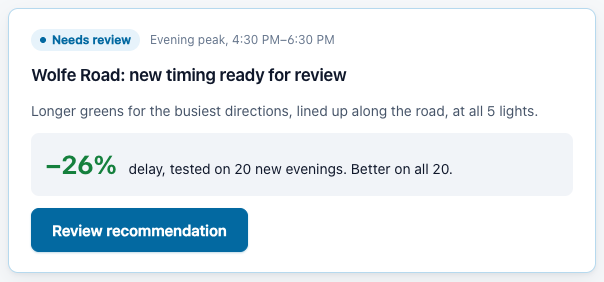 Needs review Evening peak, 4:30 PM–6:30 PM
Wolfe Road: new timing ready for review
Longer greens for the busiest directions, lined up along the road, at all 5 lights.
−26% delay, tested on 20 new evenings. Better on all 20.
Review recommendation